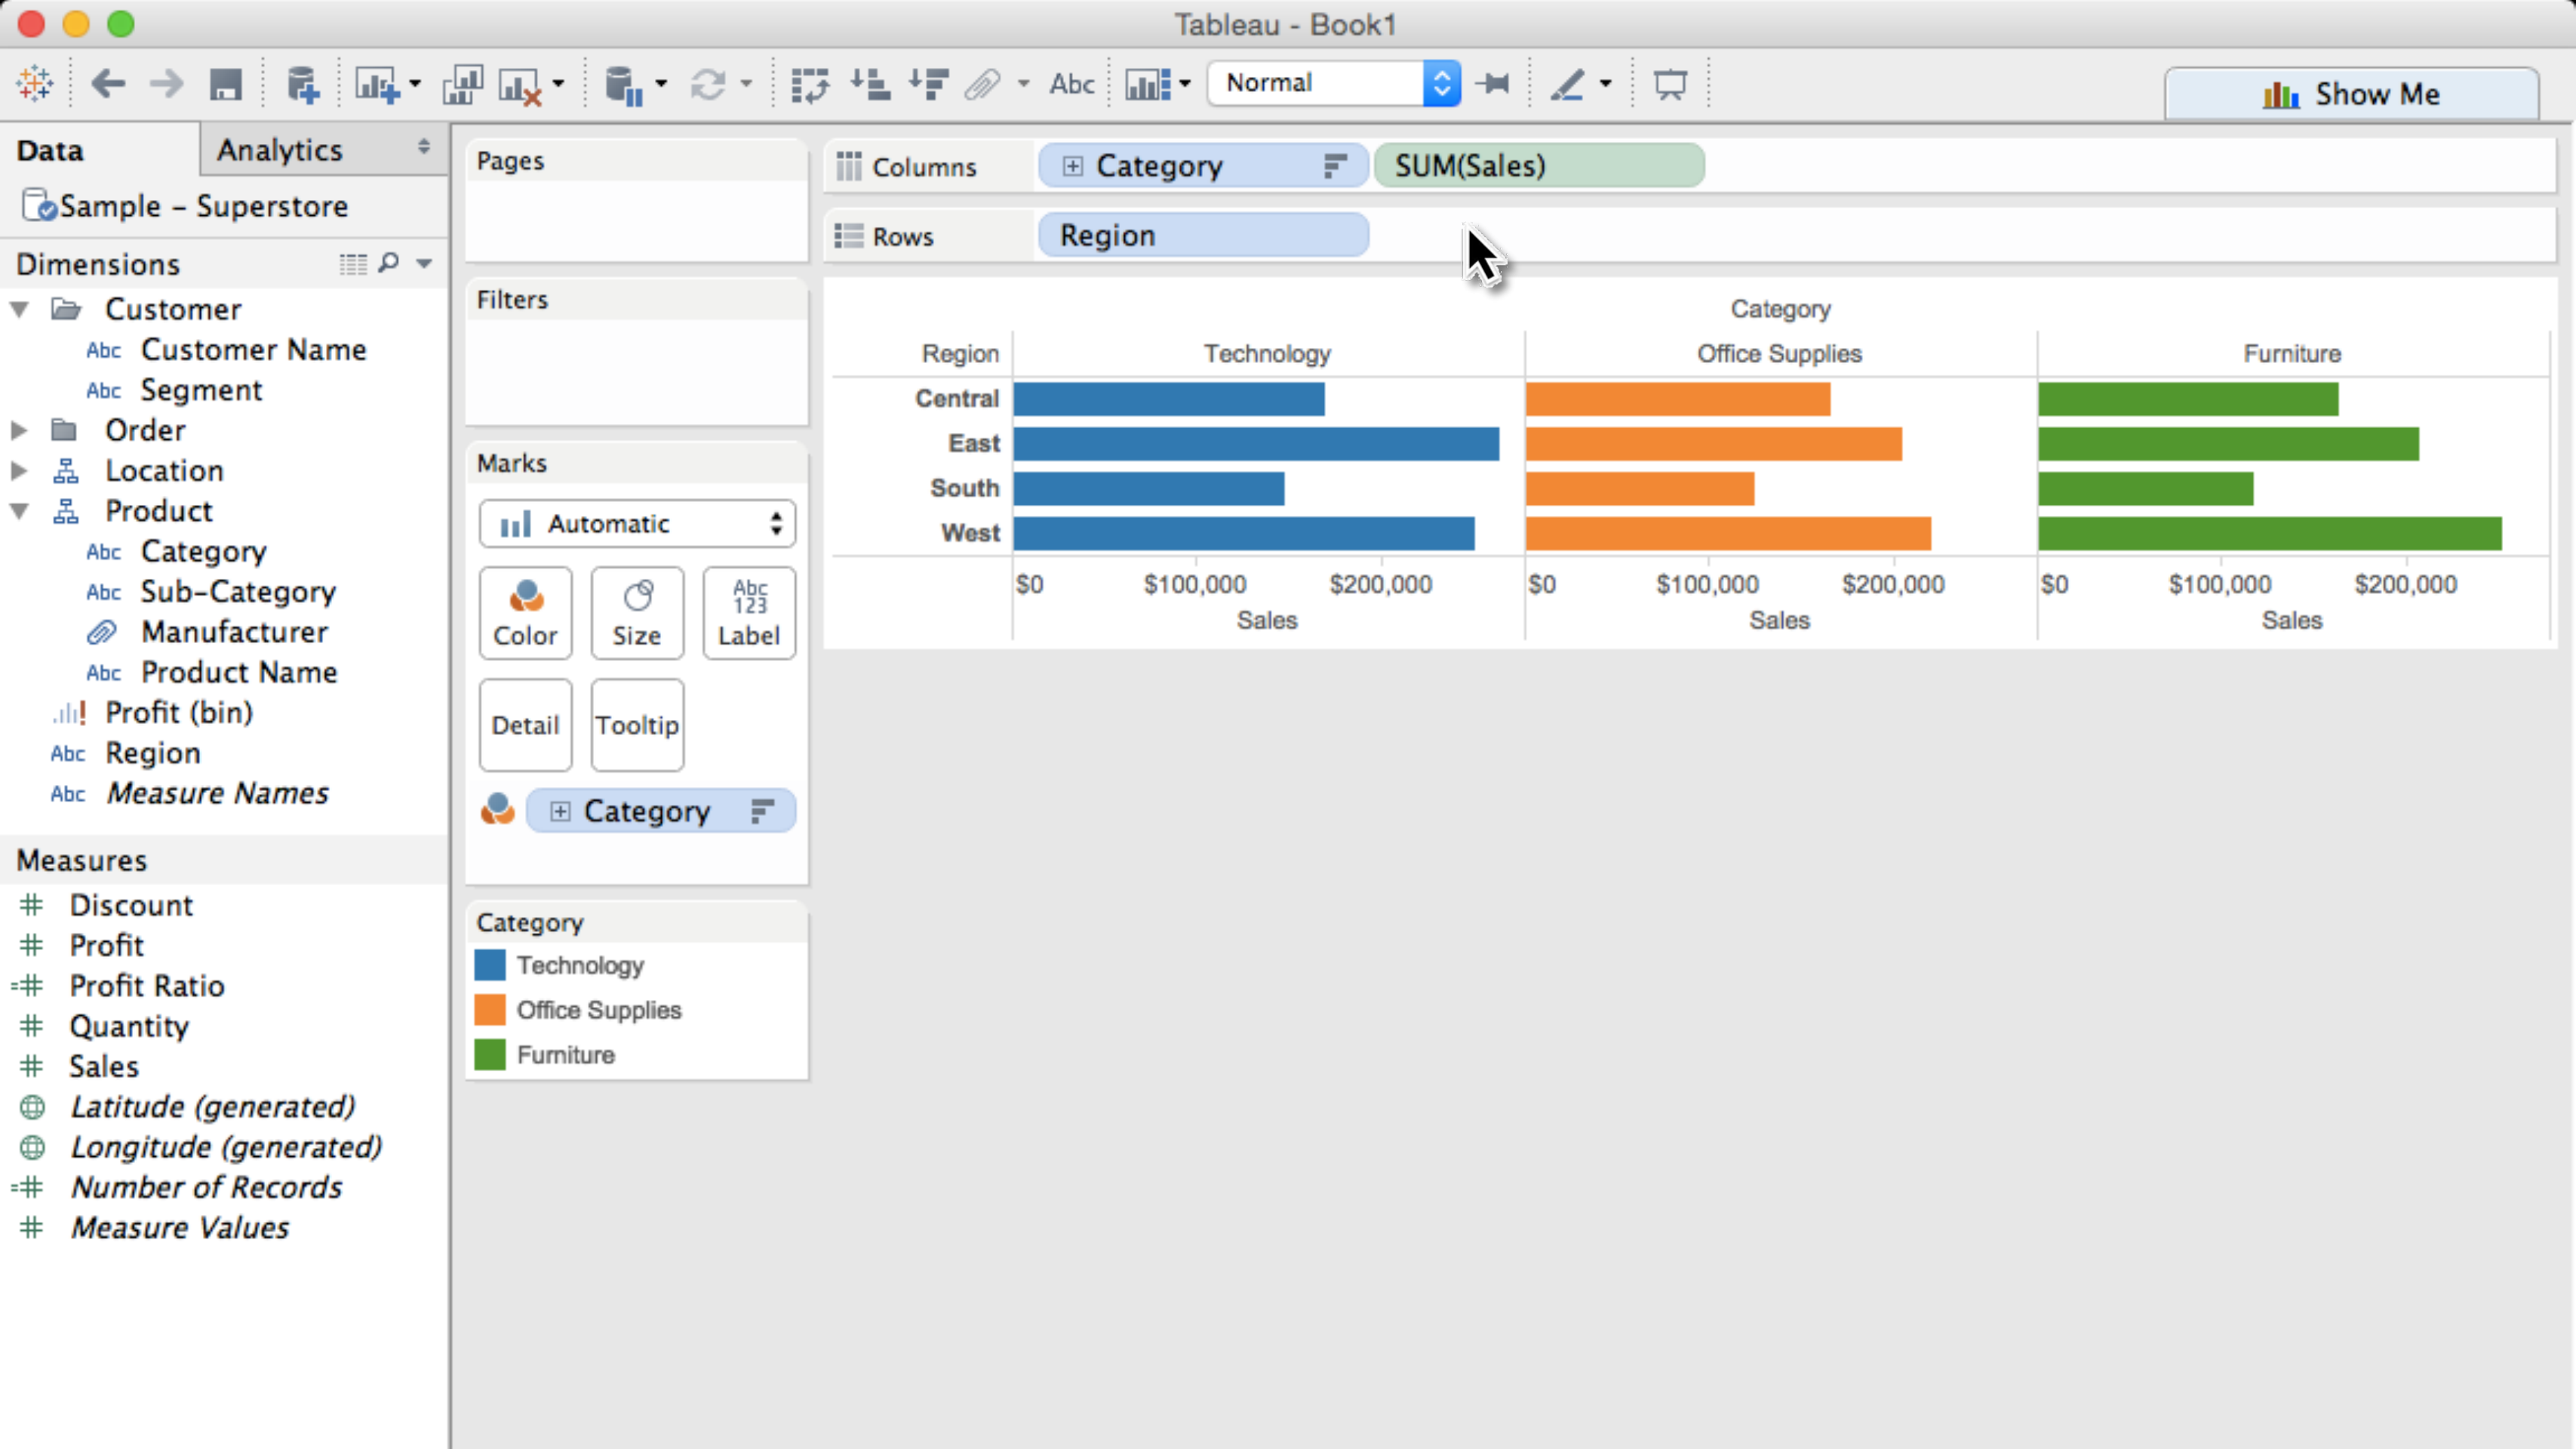 Tableau - Book1
Abc
Normal
Show Me
Data
Analytics
Sample - Superstore
Dimensions
Customer
Abc Customer Name
Abc Segment
Order
Location
Product
Abc Category
Abc Sub-Category
Manufacturer
Abc Product Name
Profit (bin)
Abc Region
Abc Measure Names
Measures
# Discount
# Profit
=# Profit Ratio
# Quantity
# Sales
Latitude (generated)
Longitude (generated)
=# Number of Records
# Measure Values
Pages
Filters
Marks
Automatic
Color
Size
Abc
123
Label
Detail
Tooltip
Category
Category
Technology
Office Supplies
Furniture
Columns
Category
SUM(Sales)
Rows
Region
Category
Region Technology Office Supplies Furniture
Central
East
South
West
$0 $100,000 $200,000 $0 $100,000 $200,000 $0 $100,000 $200,000
Sales Sales Sales